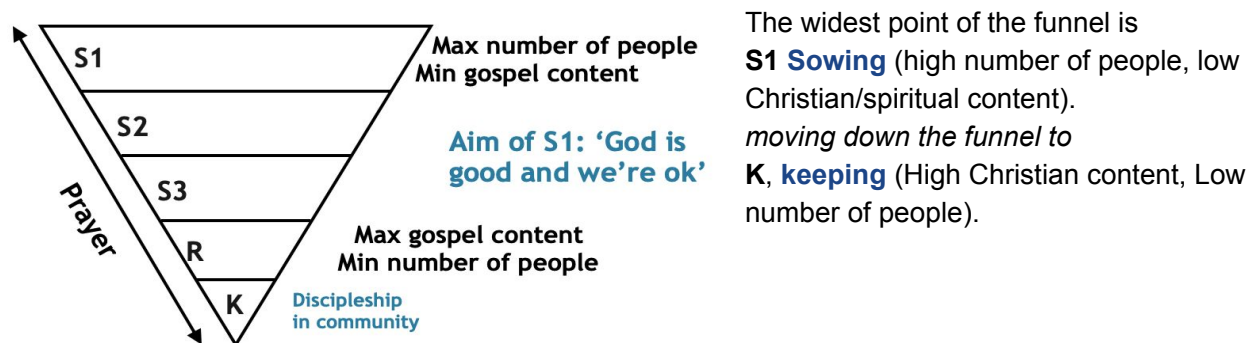 S1
Max number of people
Min gospel content
S2
Aim of S1: ‘God is
good and we’re ok’
S3
Prayer
R
Max gospel content
Min number of people
K
Discipleship
in community
The widest point of the funnel is
S1 Sowing (high number of people, low
Christian/spiritual content).
moving down the funnel to
K, keeping (High Christian content, Low
number of people).